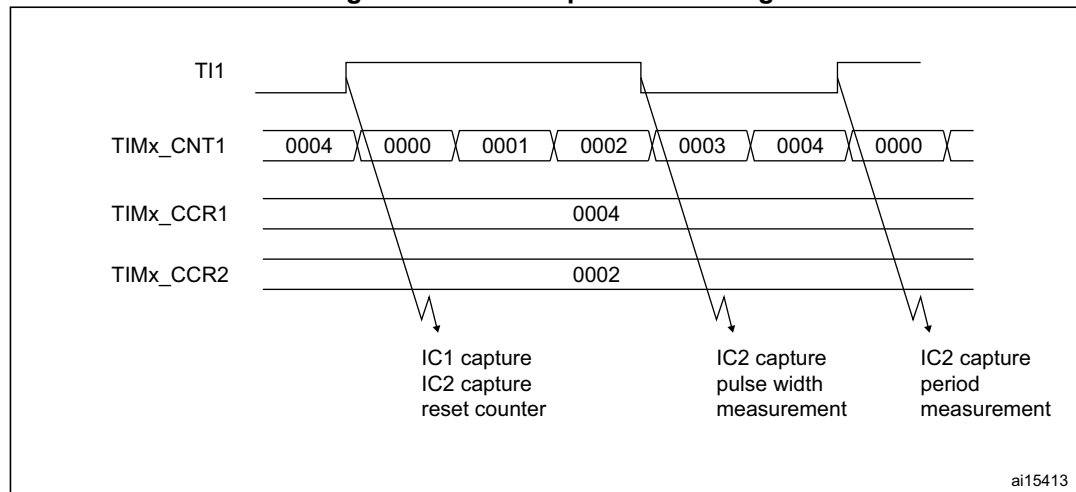 TI1
TIMx_CNT1 0004 0000 0001 0002 0003 0004 0000
TIMx_CCR1 0004
TIMx_CCR2 0002
IC1 capture
IC2 capture
reset counter
IC2 capture
pulse width
measurement
IC2 capture
period
measurement
ai15413